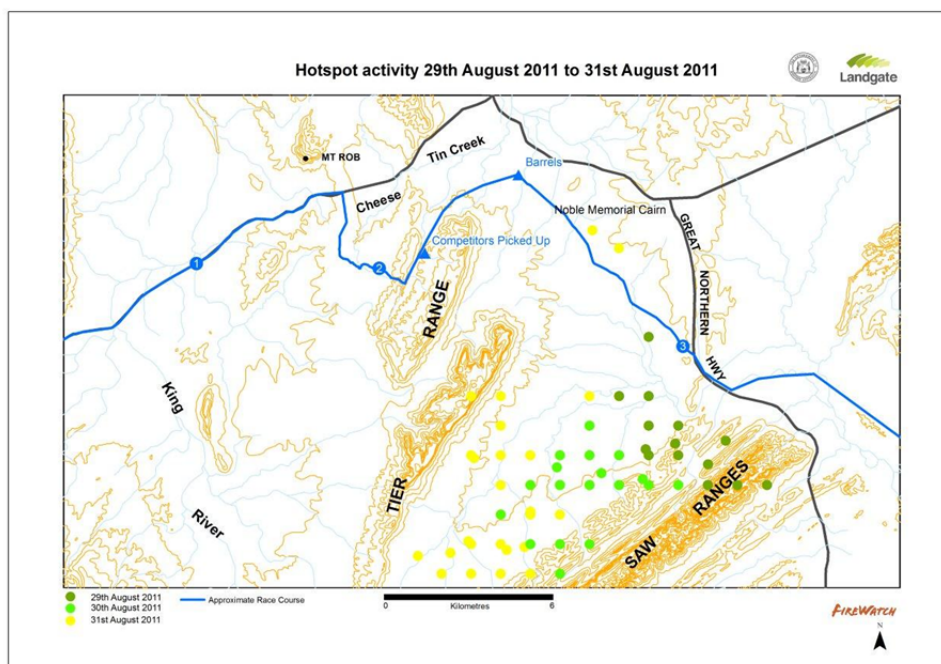 Hotspot activity 29th August 2011 to 31st August 2011
Landgate
MT ROB
Tin Creek
Cheese
Barrels
Noble Memorial Cairn
Competitors Picked Up
GREAT
NORTHERN
HWY
1
2
3
RANGE
King
River
TIER
SAW
RANGES
29th August 2011
30th August 2011
31st August 2011
Approximate Race Course
0
6
Kilometres
FIREWATCH
N